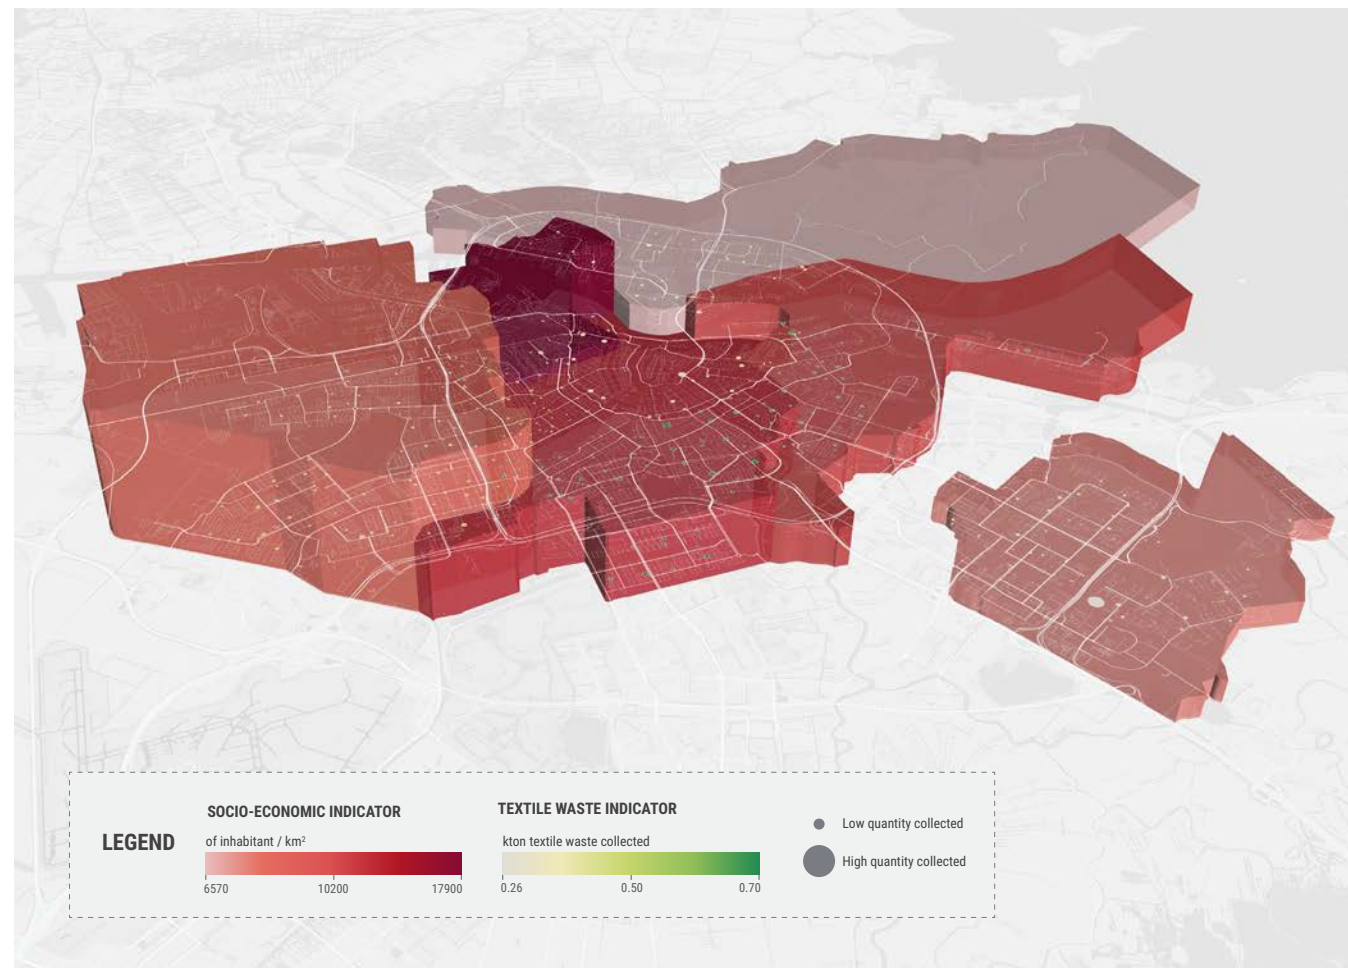 LEGEND
SOCIO-ECONOMIC INDICATOR
of inhabitant / km²
6570 10200 17900
TEXTILE WASTE INDICATOR
kton textile waste collected
0.26 0.50 0.70
Low quantity collected
High quantity collected